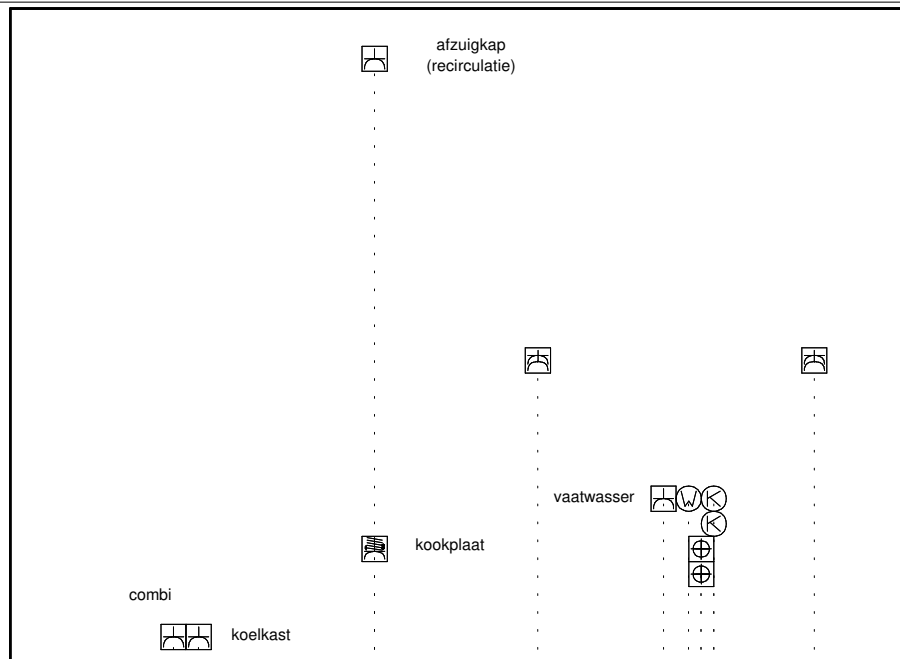 afzuigkap
(recirculatie)
vaatwasser W K
K
kookplaat
combi
koelkast